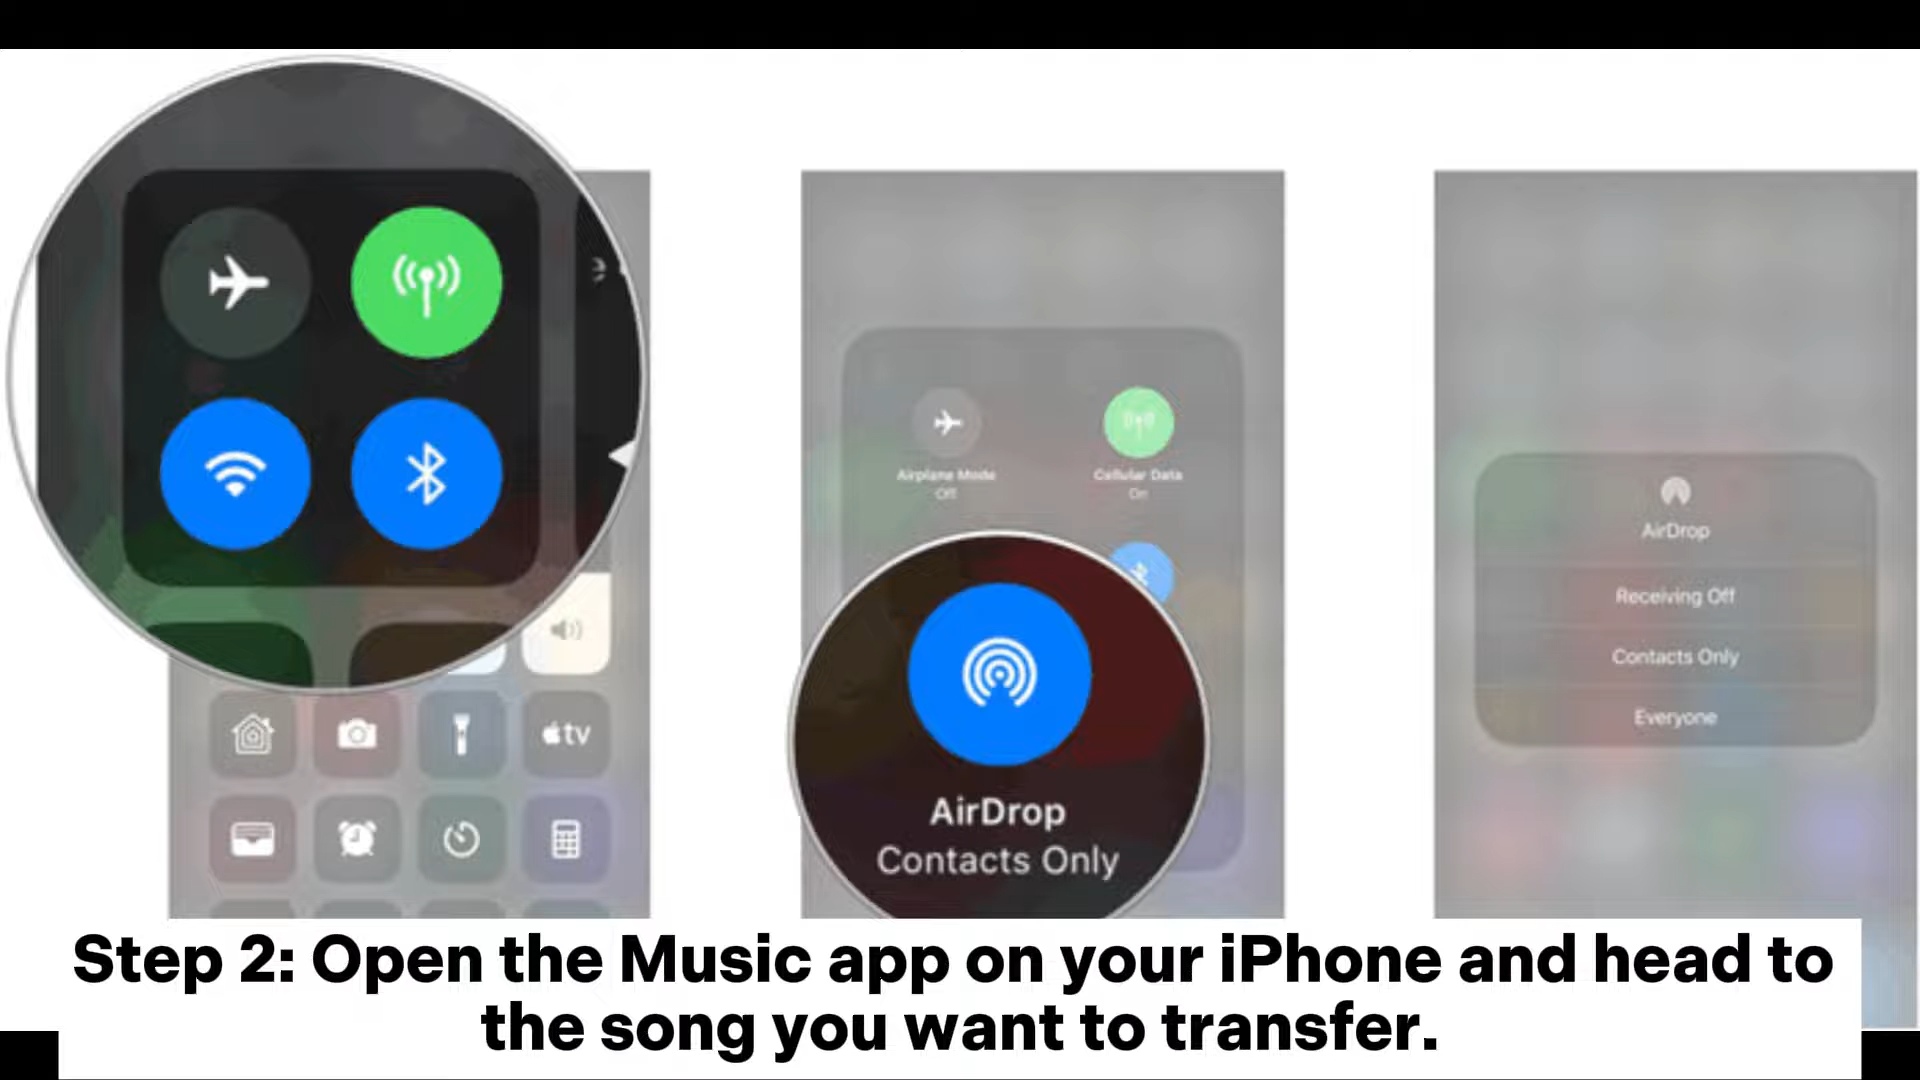 tv
Airplane Mode
Off
Cellular Data
On
AirDrop
Contacts Only
AirDrop
Receiving Off
Contacts Only
Everyone
Step 2: Open the Music app on your iPhone and head to
the song you want to transfer.